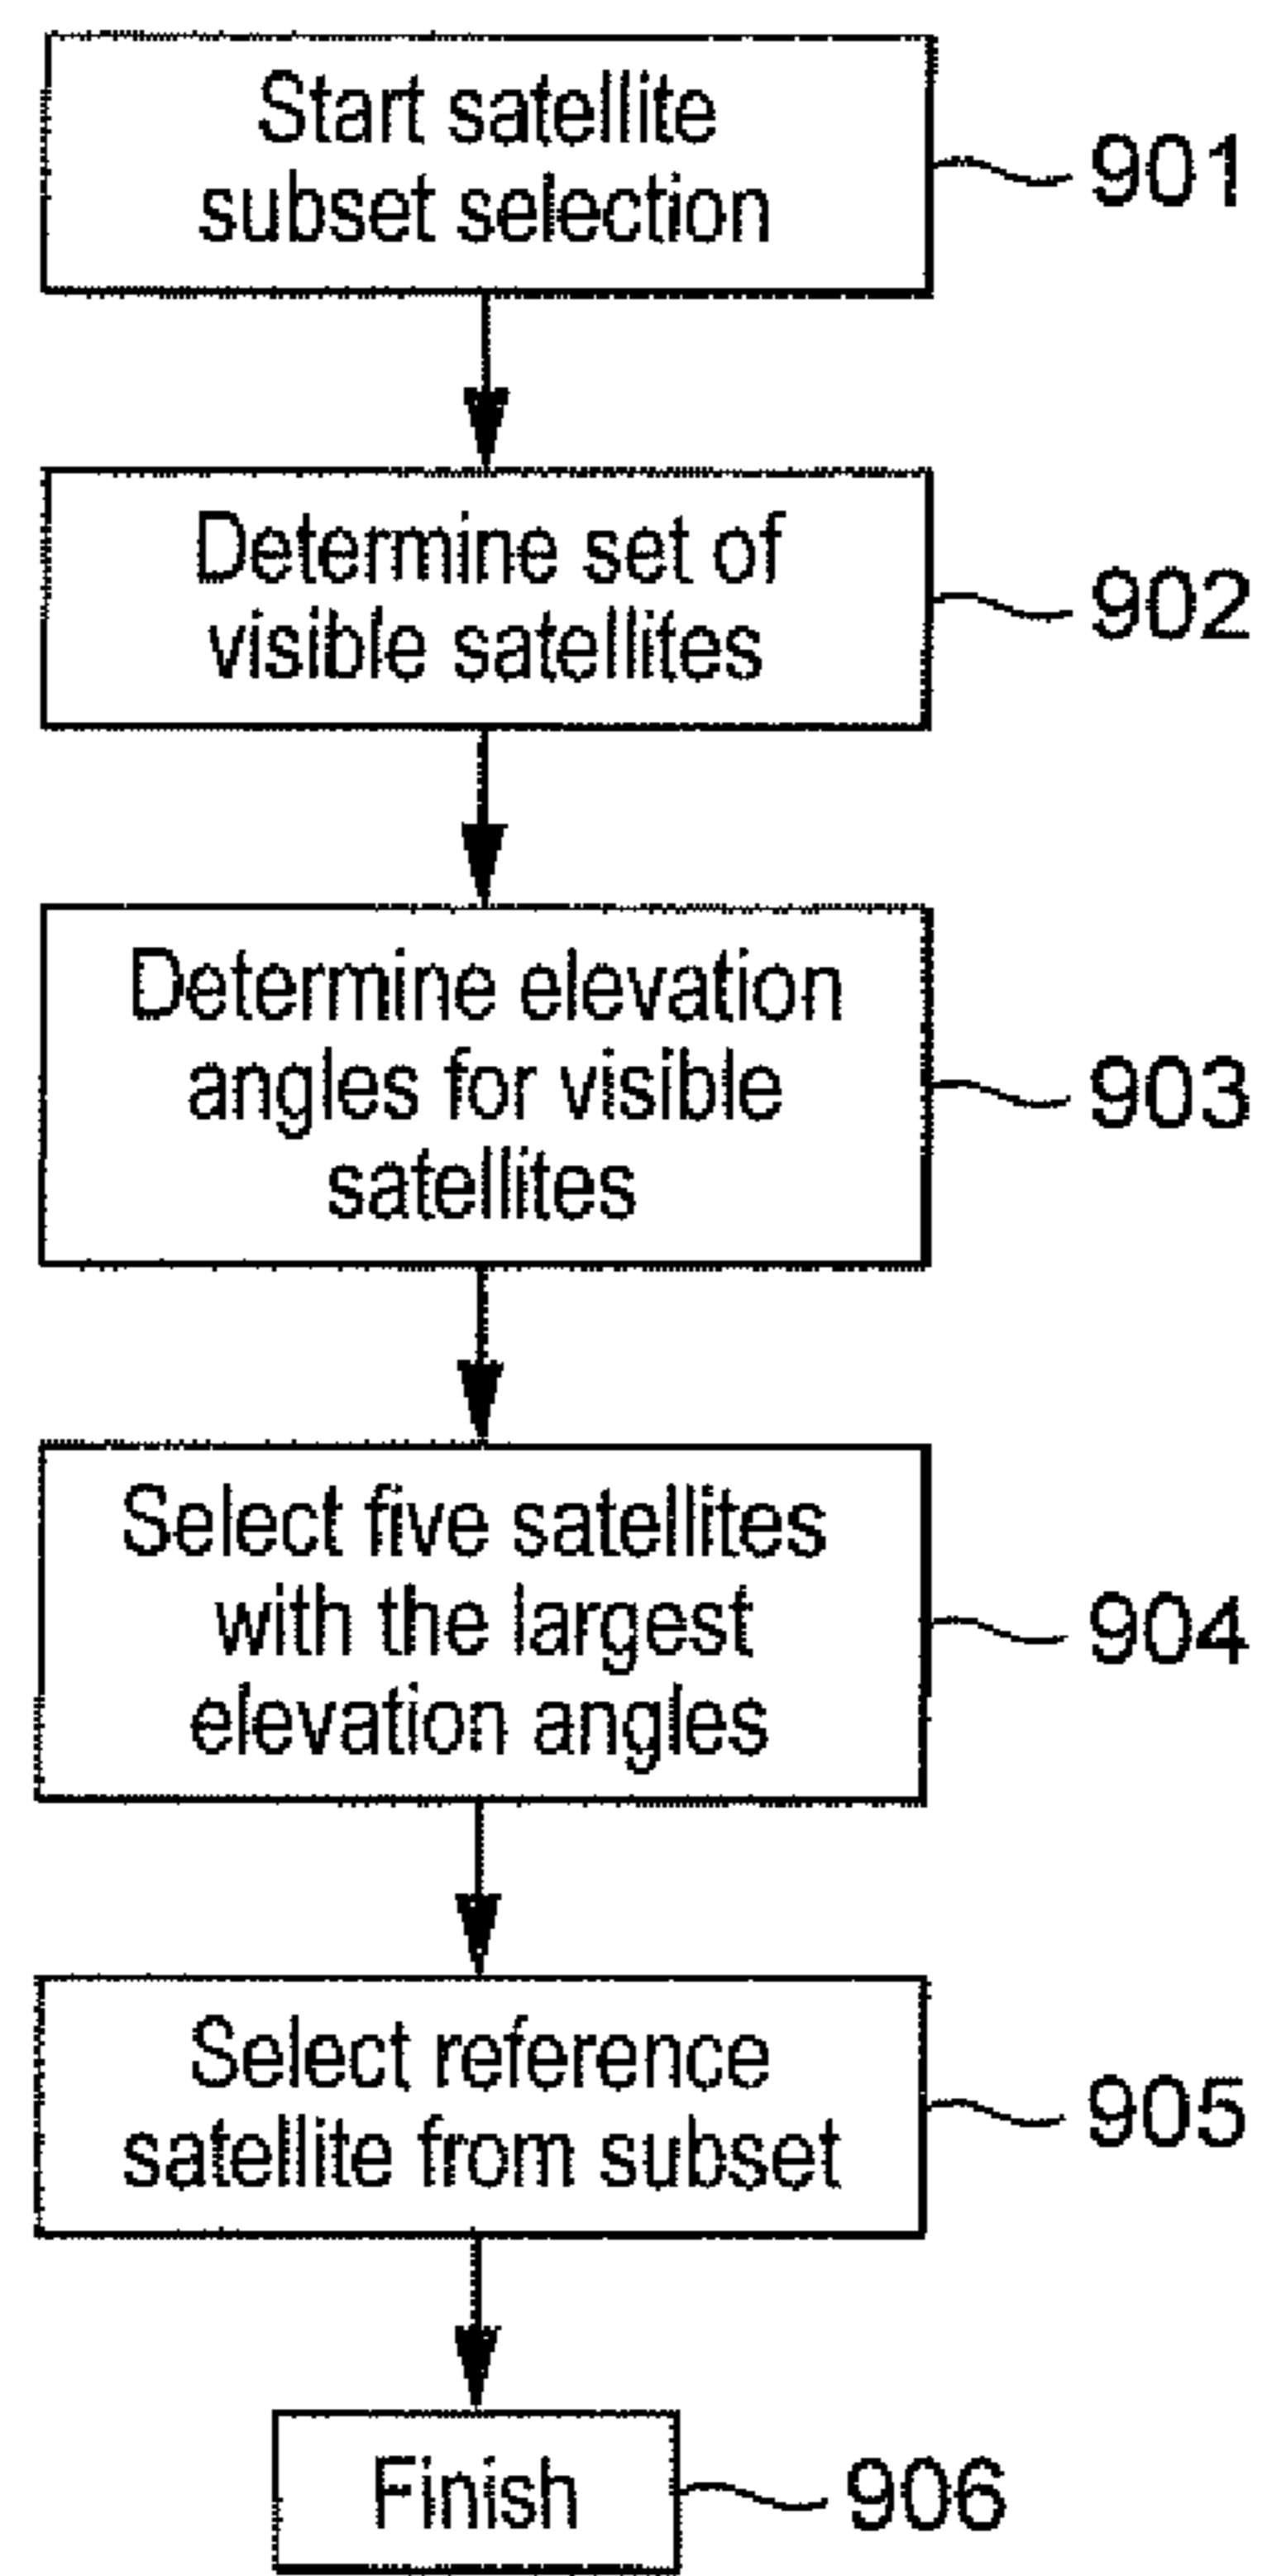 Start satellite
subset selection
901
Determine set of
visible satellites
902
Determine elevation
angles for visible
satellites
903
Select five satellites
with the largest
elevation angles
904
Select reference
satellite from subset
905
Finish
906